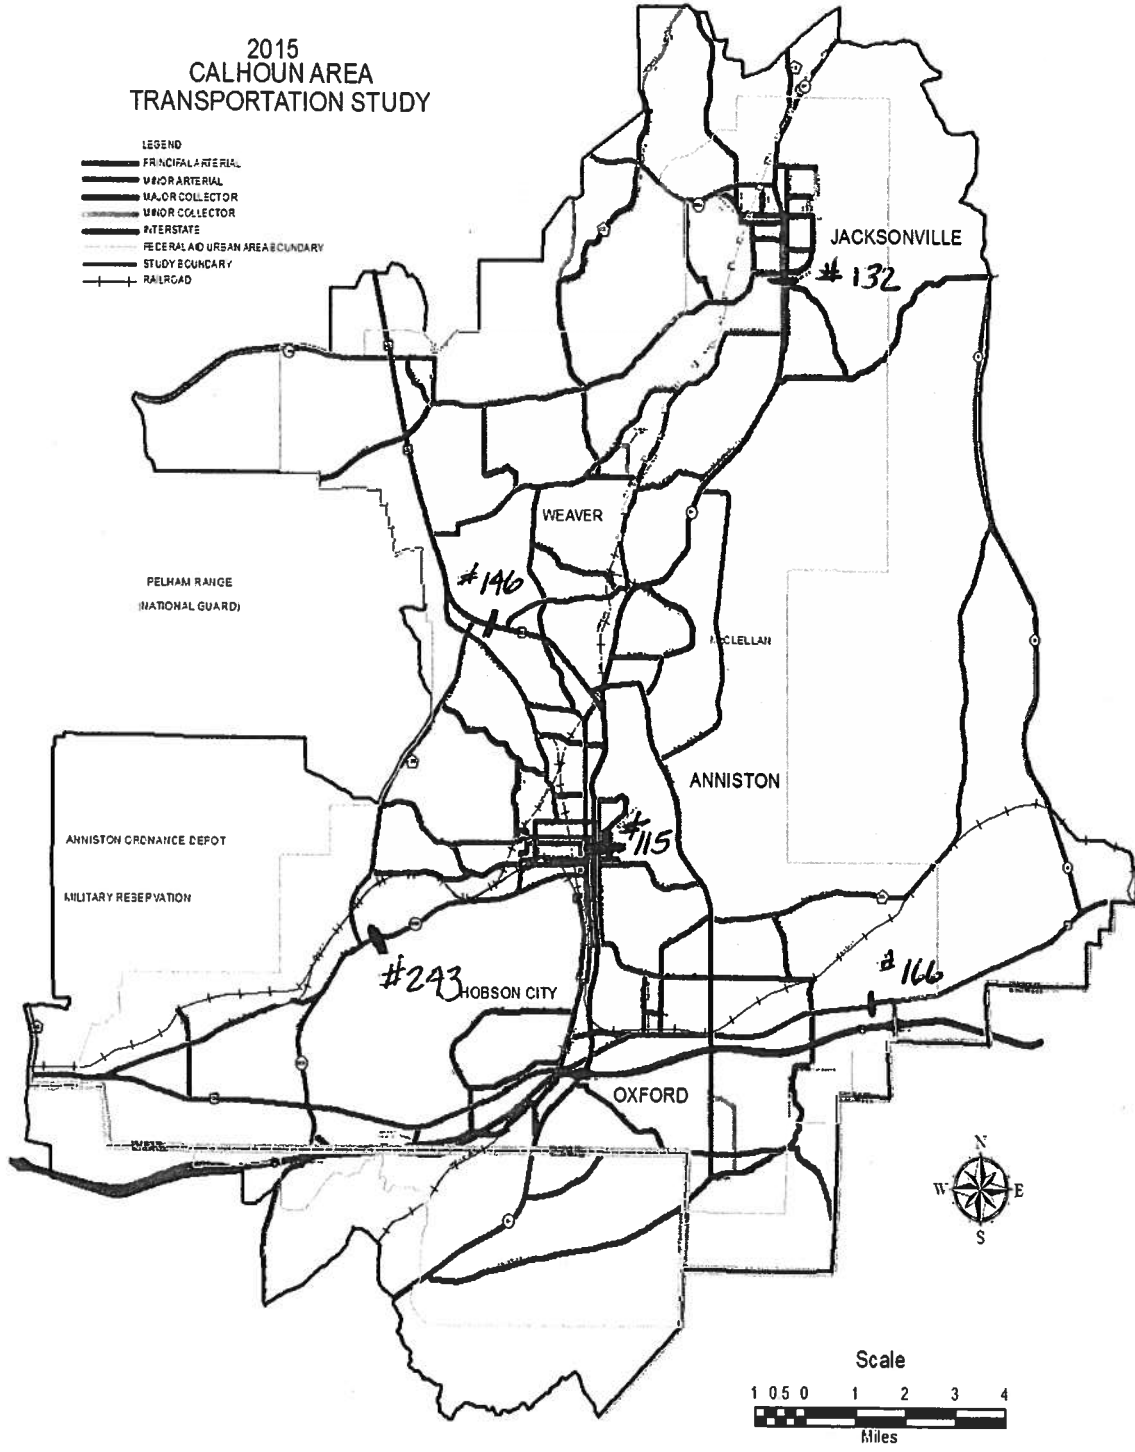 2015
CALHOUN AREA
TRANSPORTATION STUDY
LEGEND
PRINCIPAL ARTERIAL
MINOR ARTERIAL
MAJOR COLLECTOR
MINOR COLLECTOR
INTERSTATE
FEDERAL AID URBAN AREA BOUNDARY
STUDY BOUNDARY
RAILROAD
JACKSONVILLE
# 132
WEAVER
# 146
PELHAM RANGE
(NATIONAL GUARD)
McCLELLAN
ANNISTON
# 115
ANNISTON ORDNANCE DEPOT
MILITARY RESERVATION
# 243
HOBSON CITY
# 166
OXFORD
N
W E
S
Scale
1 0 5 0 1 2 3 4
Miles